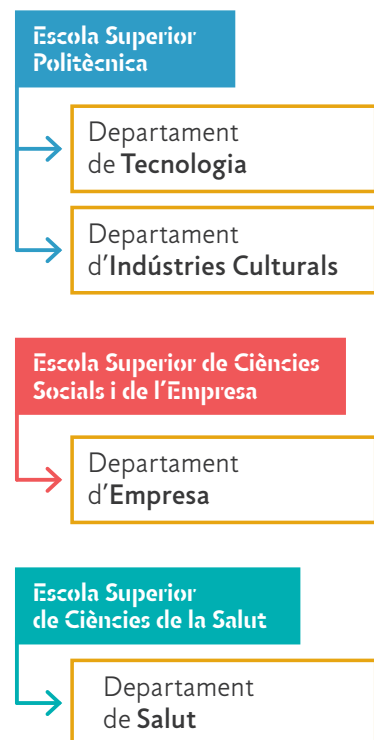 Escola Superior
Politècnica
Departament
de Tecnologia
Departament
d’Indústries Culturals
Escola Superior de Ciències
Socials i de l’Empresa
Departament
d’Empresa
Escola Superior
de Ciències de la Salut
Departament
de Salut